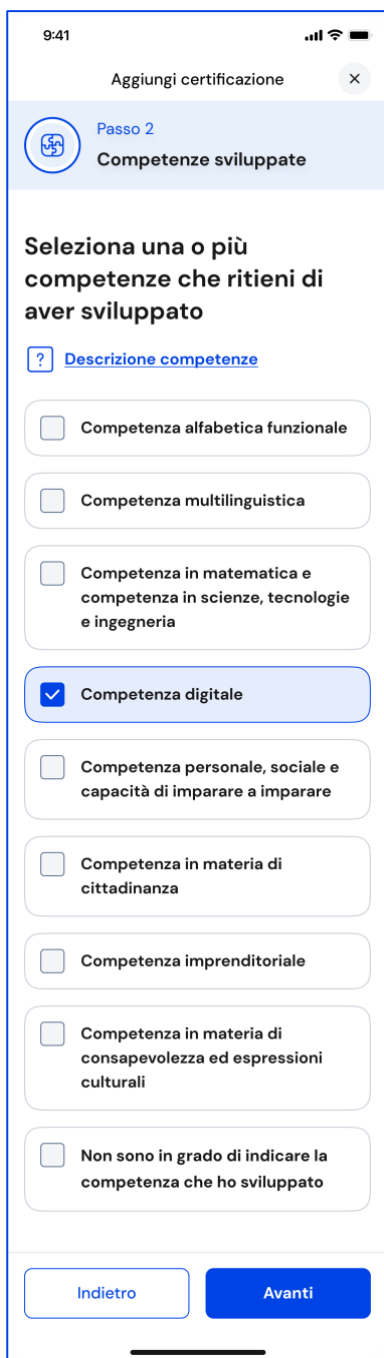 9:41
Aggiungi certificazione
Passo 2
Competenze sviluppate
Seleziona una o più
competenze che ritieni di
aver sviluppato
? Descrizione competenze
Competenza alfabetica funzionale
Competenza multilinguistica
Competenza in matematica e
competenza in scienze, tecnologie
e ingegneria
Competenza digitale
Competenza personale, sociale e
capacità di imparare a imparare
Competenza in materia di
cittadinanza
Competenza imprenditoriale
Competenza in materia di
consapevolezza ed espressioni
culturali
Non sono in grado di indicare la
competenza che ho sviluppato
Indietro
Avanti